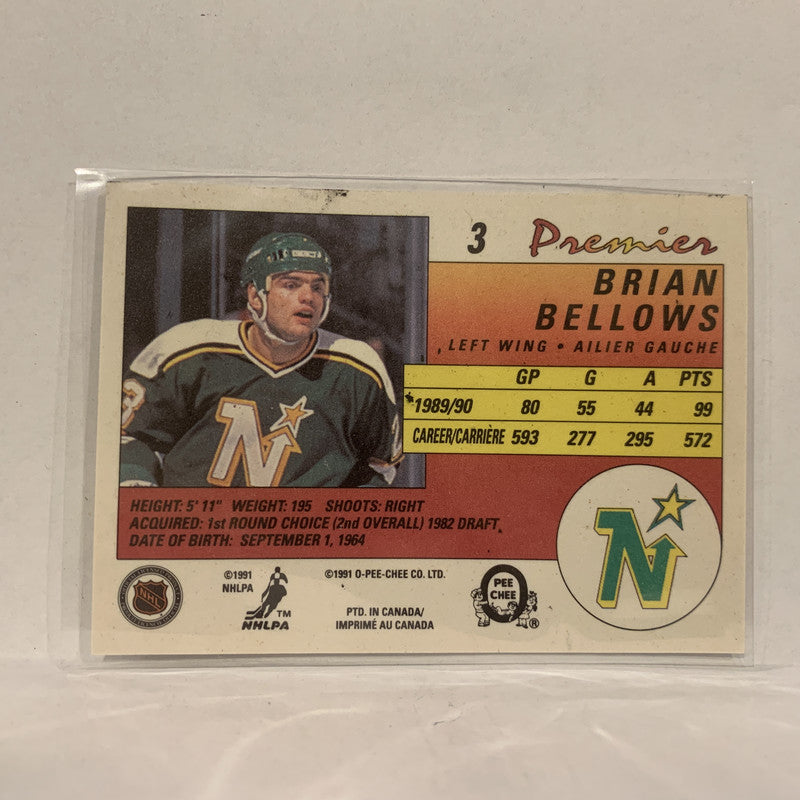 3 Premier
BRIAN
BELLOWS
LEFT WING • AILIER GAUCHE
GP G A PTS
1989/90 80 55 44 99
CAREER/CARRIÈRE 593 277 295 572
HEIGHT: 5' 11" WEIGHT: 195 SHOOTS: RIGHT
ACQUIRED: 1st ROUND CHOICE (2nd OVERALL) 1982 DRAFT
DATE OF BIRTH: SEPTEMBER 1, 1964
N
N
NHL
©1991
NHLPA
TM
NHLPA
©1991 O-PEE-CHEE CO. LTD.
PTD. IN CANADA/
IMPRIMÉ AU CANADA
O
PEE
CHEE
®